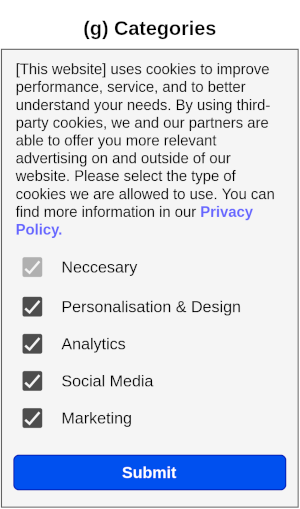 (g) Categories
[This website] uses cookies to improve
performance, service, and to better
understand your needs. By using third-
party cookies, we and our partners are
able to offer you more relevant
advertising on and outside of our
website. Please select the type of
cookies we are allowed to use. You can
find more information in our Privacy
Policy.
Neccesary
Personalisation & Design
Analytics
Social Media
Marketing
Submit